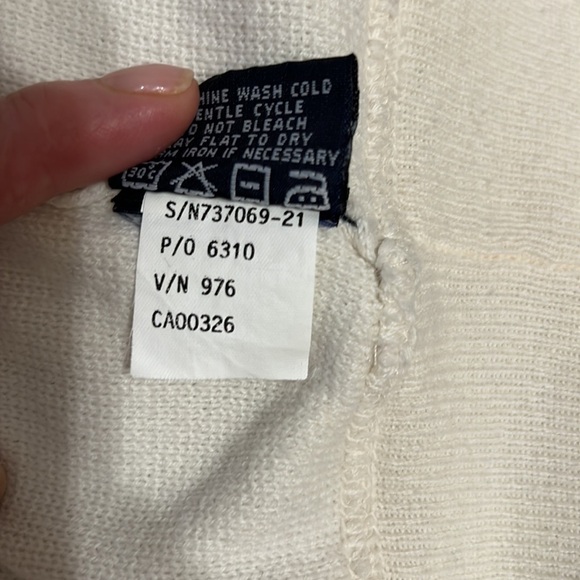 HINE WASH COLD
ENTLE CYCLE
O NOT BLEACH
AY FLAT TO DRY
M IRON IF NECESSARY
30°C
S/N737069-21
P/O 6310
V/N 976
CA00326